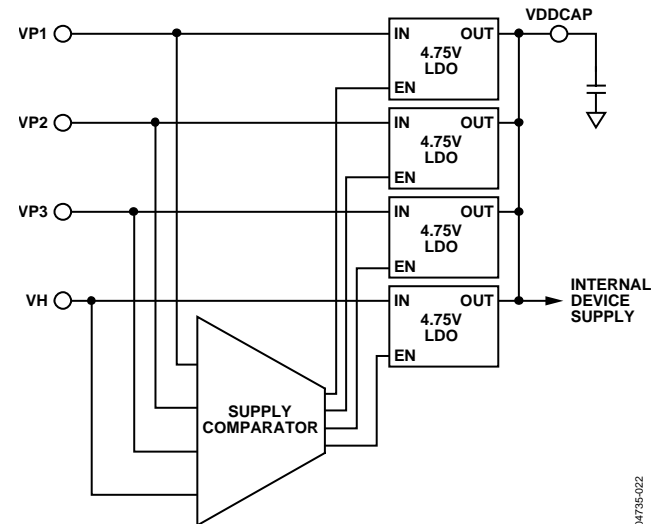 VDDCAP
VP1
IN OUT
4.75V
LDO
EN
VP2
IN OUT
4.75V
LDO
EN
VP3
IN OUT
4.75V
LDO
EN
VH
IN OUT
4.75V
LDO
EN
INTERNAL
DEVICE
SUPPLY
SUPPLY
COMPARATOR
04735-022